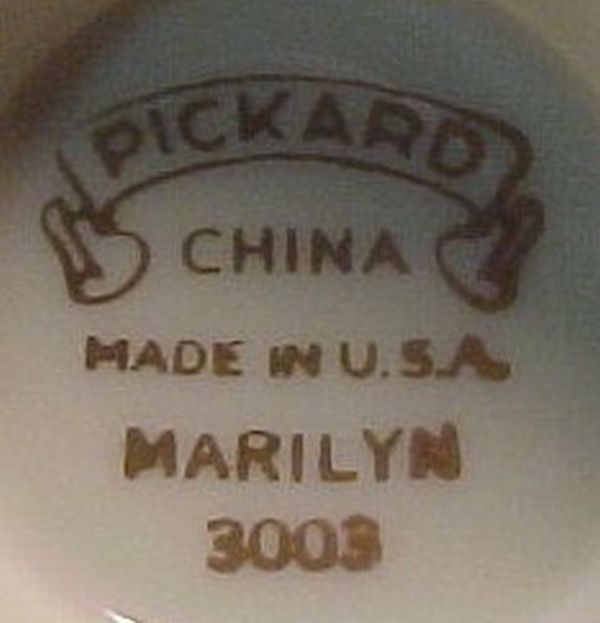 PICKARD
CHINA
MADE IN U.S.A.
MARILYN
3003